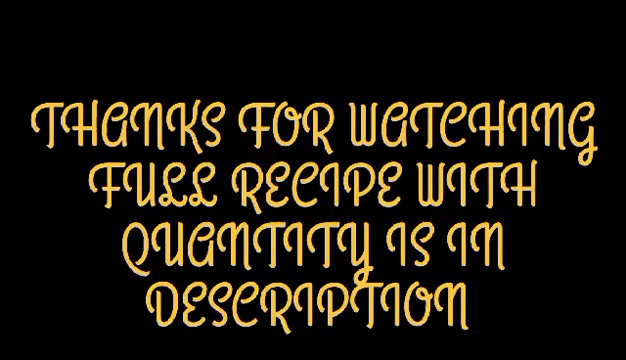 THANKS FOR WATCHING
FULL RECIPE WITH
QUANTITY IS IN
DESCRIPTION